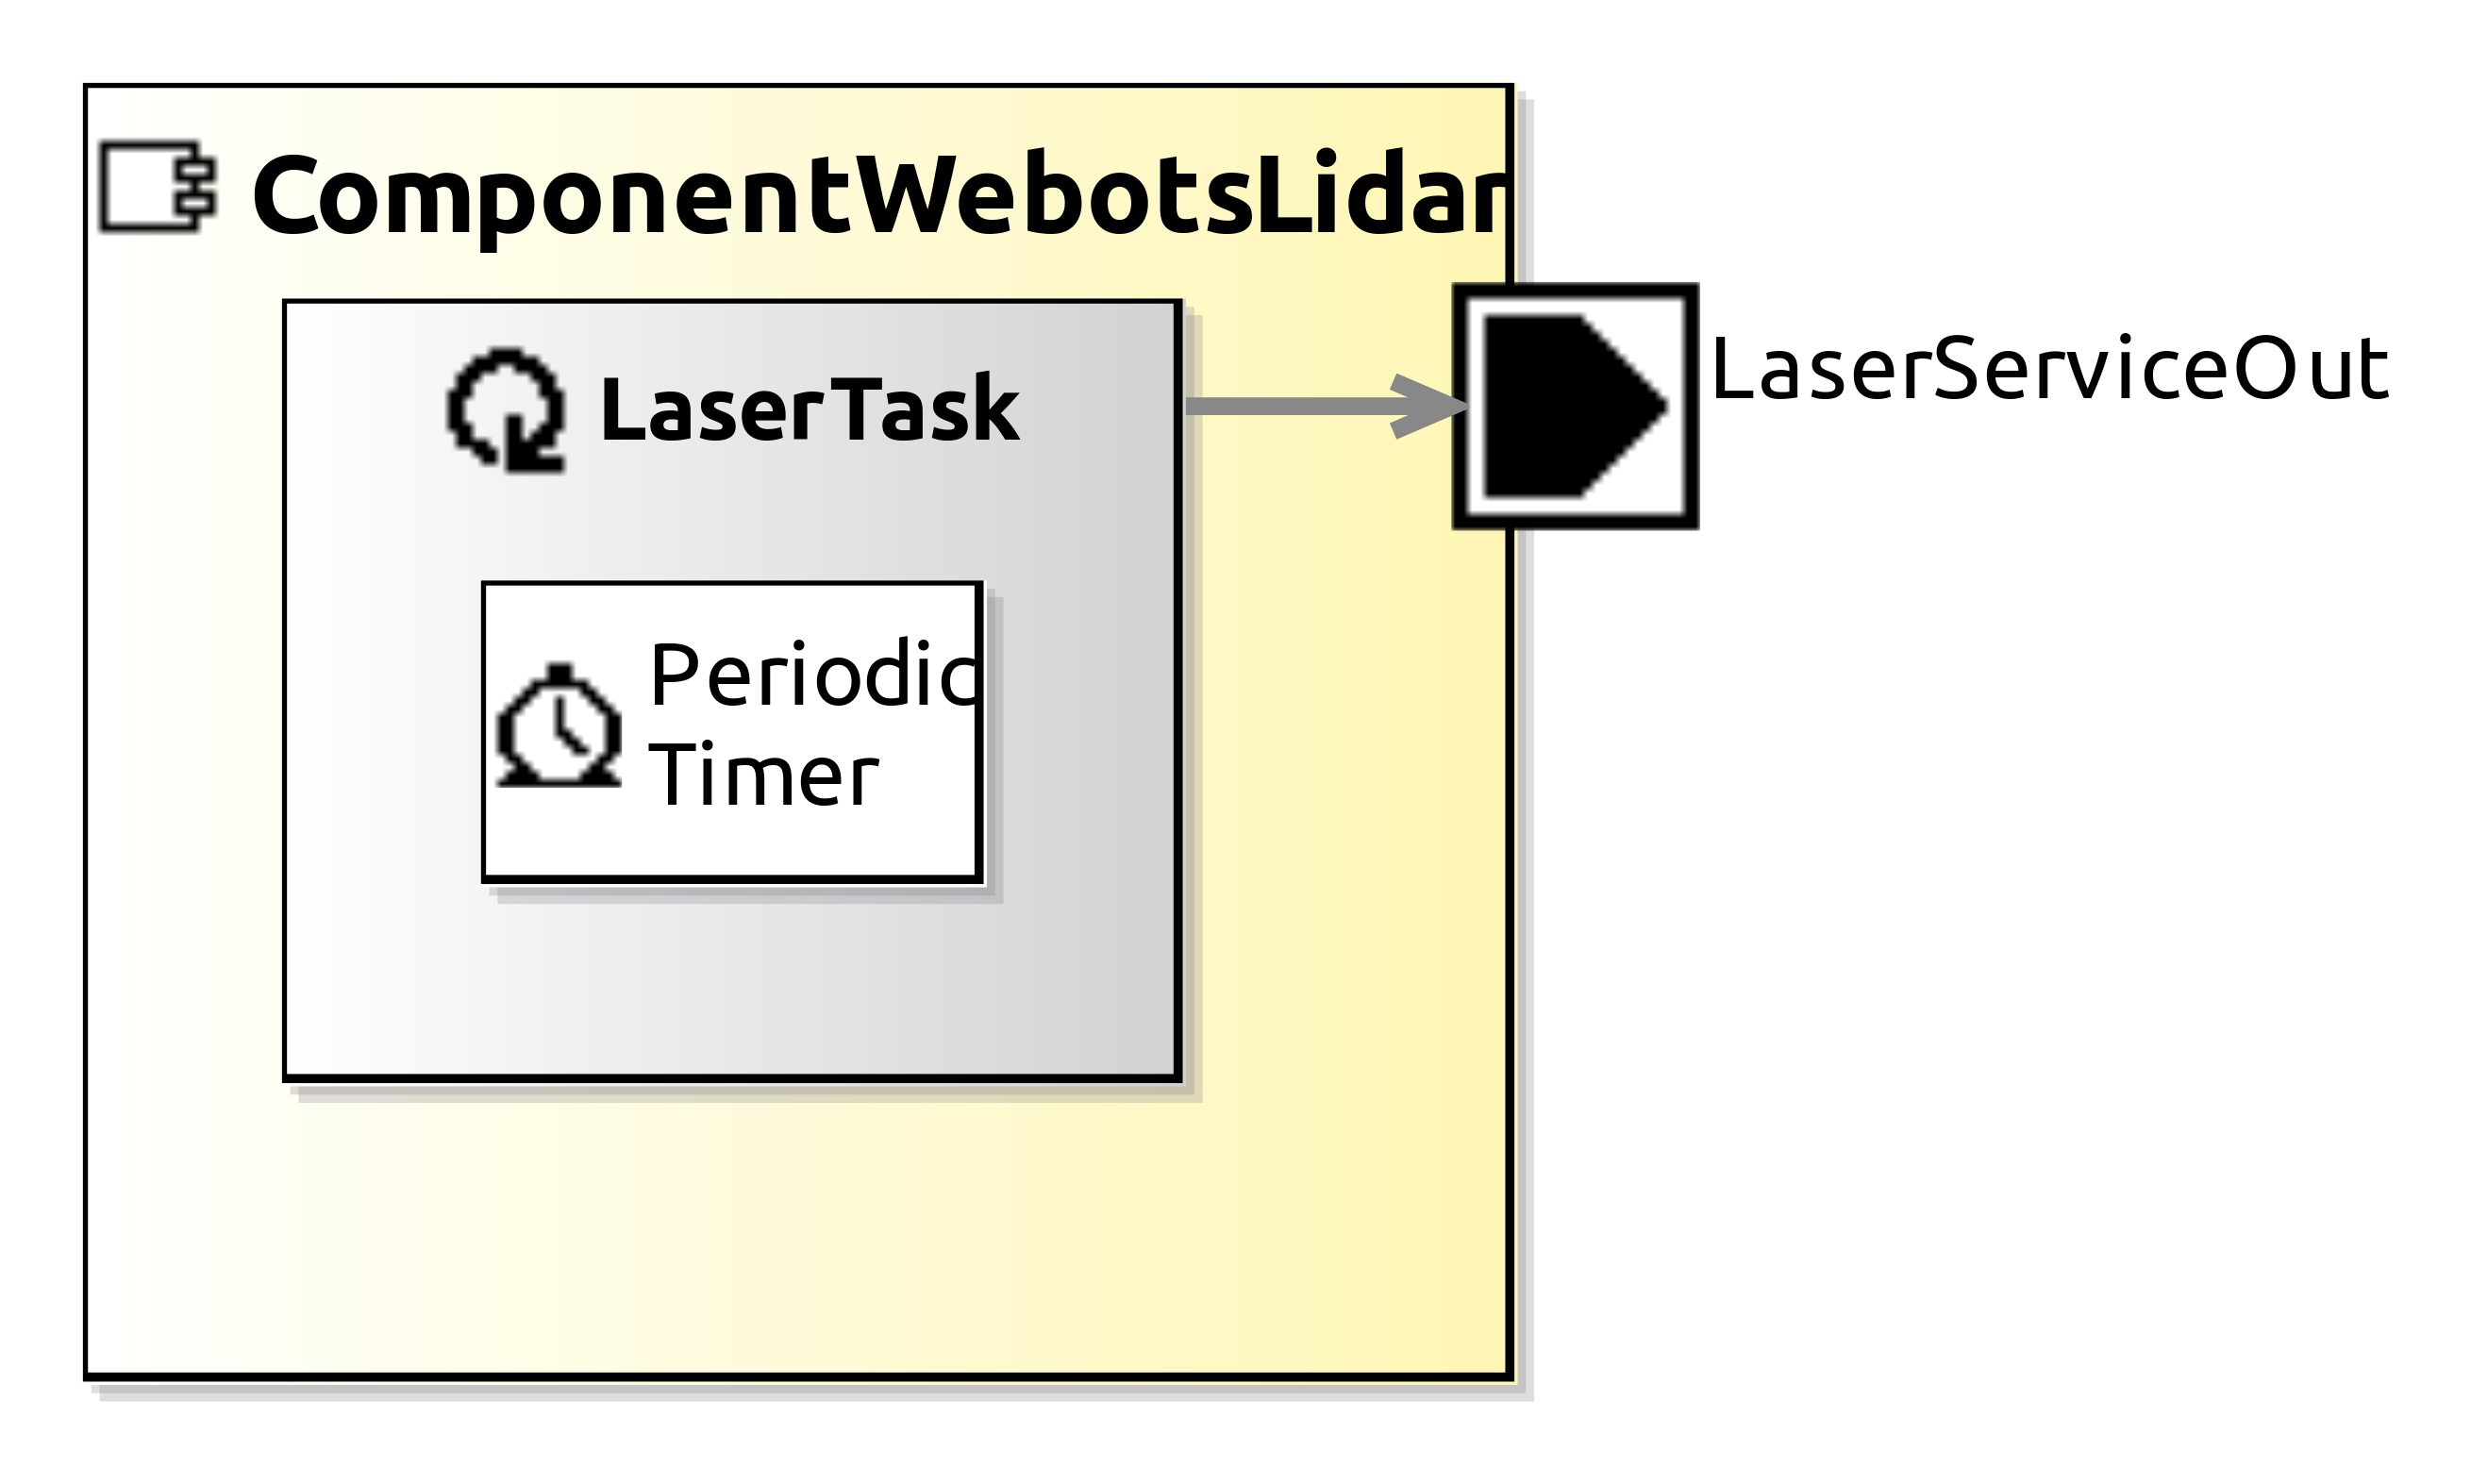 ComponentWebotsLidar
LaserServiceOut
LaserTask
Periodic
Timer